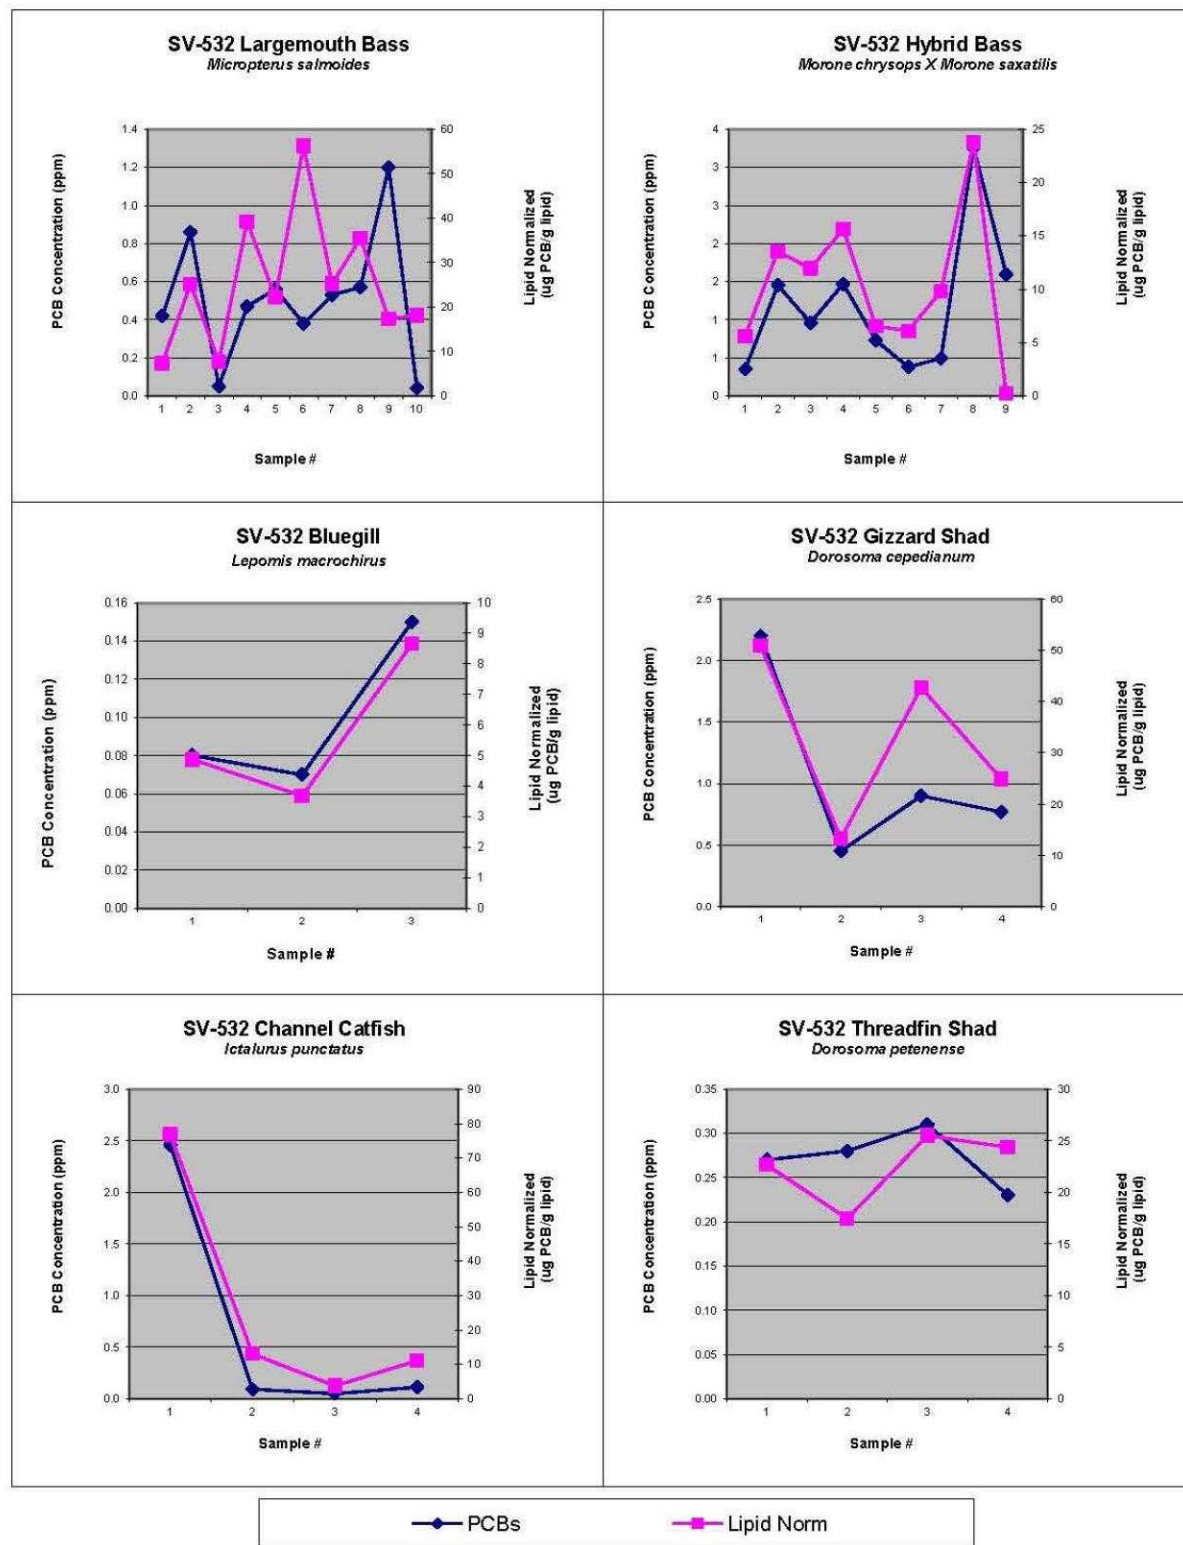 SV-532 Largemouth Bass
Micropterus salmoides
PCB Concentration (ppm)
1.4
1.2
1.0
0.8
0.6
0.4
0.2
0.0
60
50
40
30
20
10
0
Lipid Normalized
(ug PCB/g lipid)
1 2 3 4 5 6 7 8 9 10
Sample #
SV-532 Hybrid Bass
Morone chrysops X Morone saxatilis
PCB Concentration (ppm)
4
3
3
2
2
1
1
0
25
20
15
10
5
0
Lipid Normalized
(ug PCB/g lipid)
1 2 3 4 5 6 7 8 9
Sample #
SV-532 Bluegill
Lepomis macrochirus
PCB Concentration (ppm)
0.16
0.14
0.12
0.10
0.08
0.06
0.04
0.02
0.00
10
9
8
7
6
5
4
3
2
1
0
Lipid Normalized
(ug PCB/g lipid)
1 2 3
Sample #
SV-532 Gizzard Shad
Dorosoma cepedianum
PCB Concentration (ppm)
2.5
2.0
1.5
1.0
0.5
0.0
60
50
40
30
20
10
0
Lipid Normalized
(ug PCB/g lipid)
1 2 3 4
Sample #
SV-532 Channel Catfish
Ictalurus punctatus
PCB Concentration (ppm)
3.0
2.5
2.0
1.5
1.0
0.5
0.0
90
80
70
60
50
40
30
20
10
0
Lipid Normalized
(ug PCB/g lipid)
1 2 3 4
Sample #
SV-532 Threadfin Shad
Dorosoma petenense
PCB Concentration (ppm)
0.35
0.30
0.25
0.20
0.15
0.10
0.05
0.00
30
25
20
15
10
5
0
Lipid Normalized
(ug PCB/g lipid)
1 2 3 4
Sample #
PCBs Lipid Norm